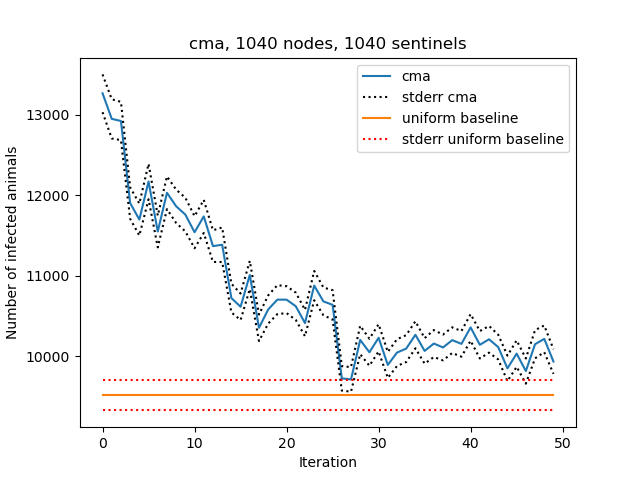 cma, 1040 nodes, 1040 sentinels
cma
stderr cma
uniform baseline
stderr uniform baseline
Number of infected animals
13000
12000
11000
10000
0 10 20 30 40 50
Iteration